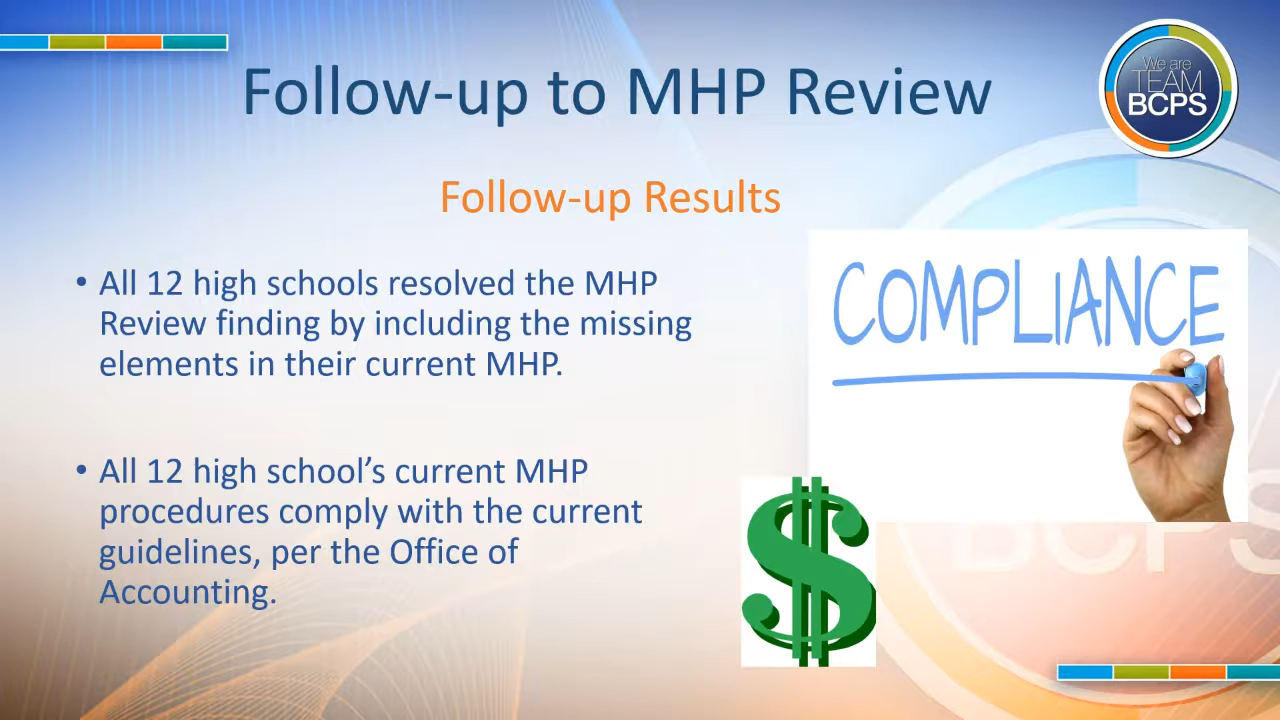 We are
TEAM
BCPS
Follow-up to MHP Review
Follow-up Results
• All 12 high schools resolved the MHP
Review finding by including the missing
elements in their current MHP.
• All 12 high school’s current MHP
procedures comply with the current
guidelines, per the Office of
Accounting.
COMPLIANCE
$
BCPS